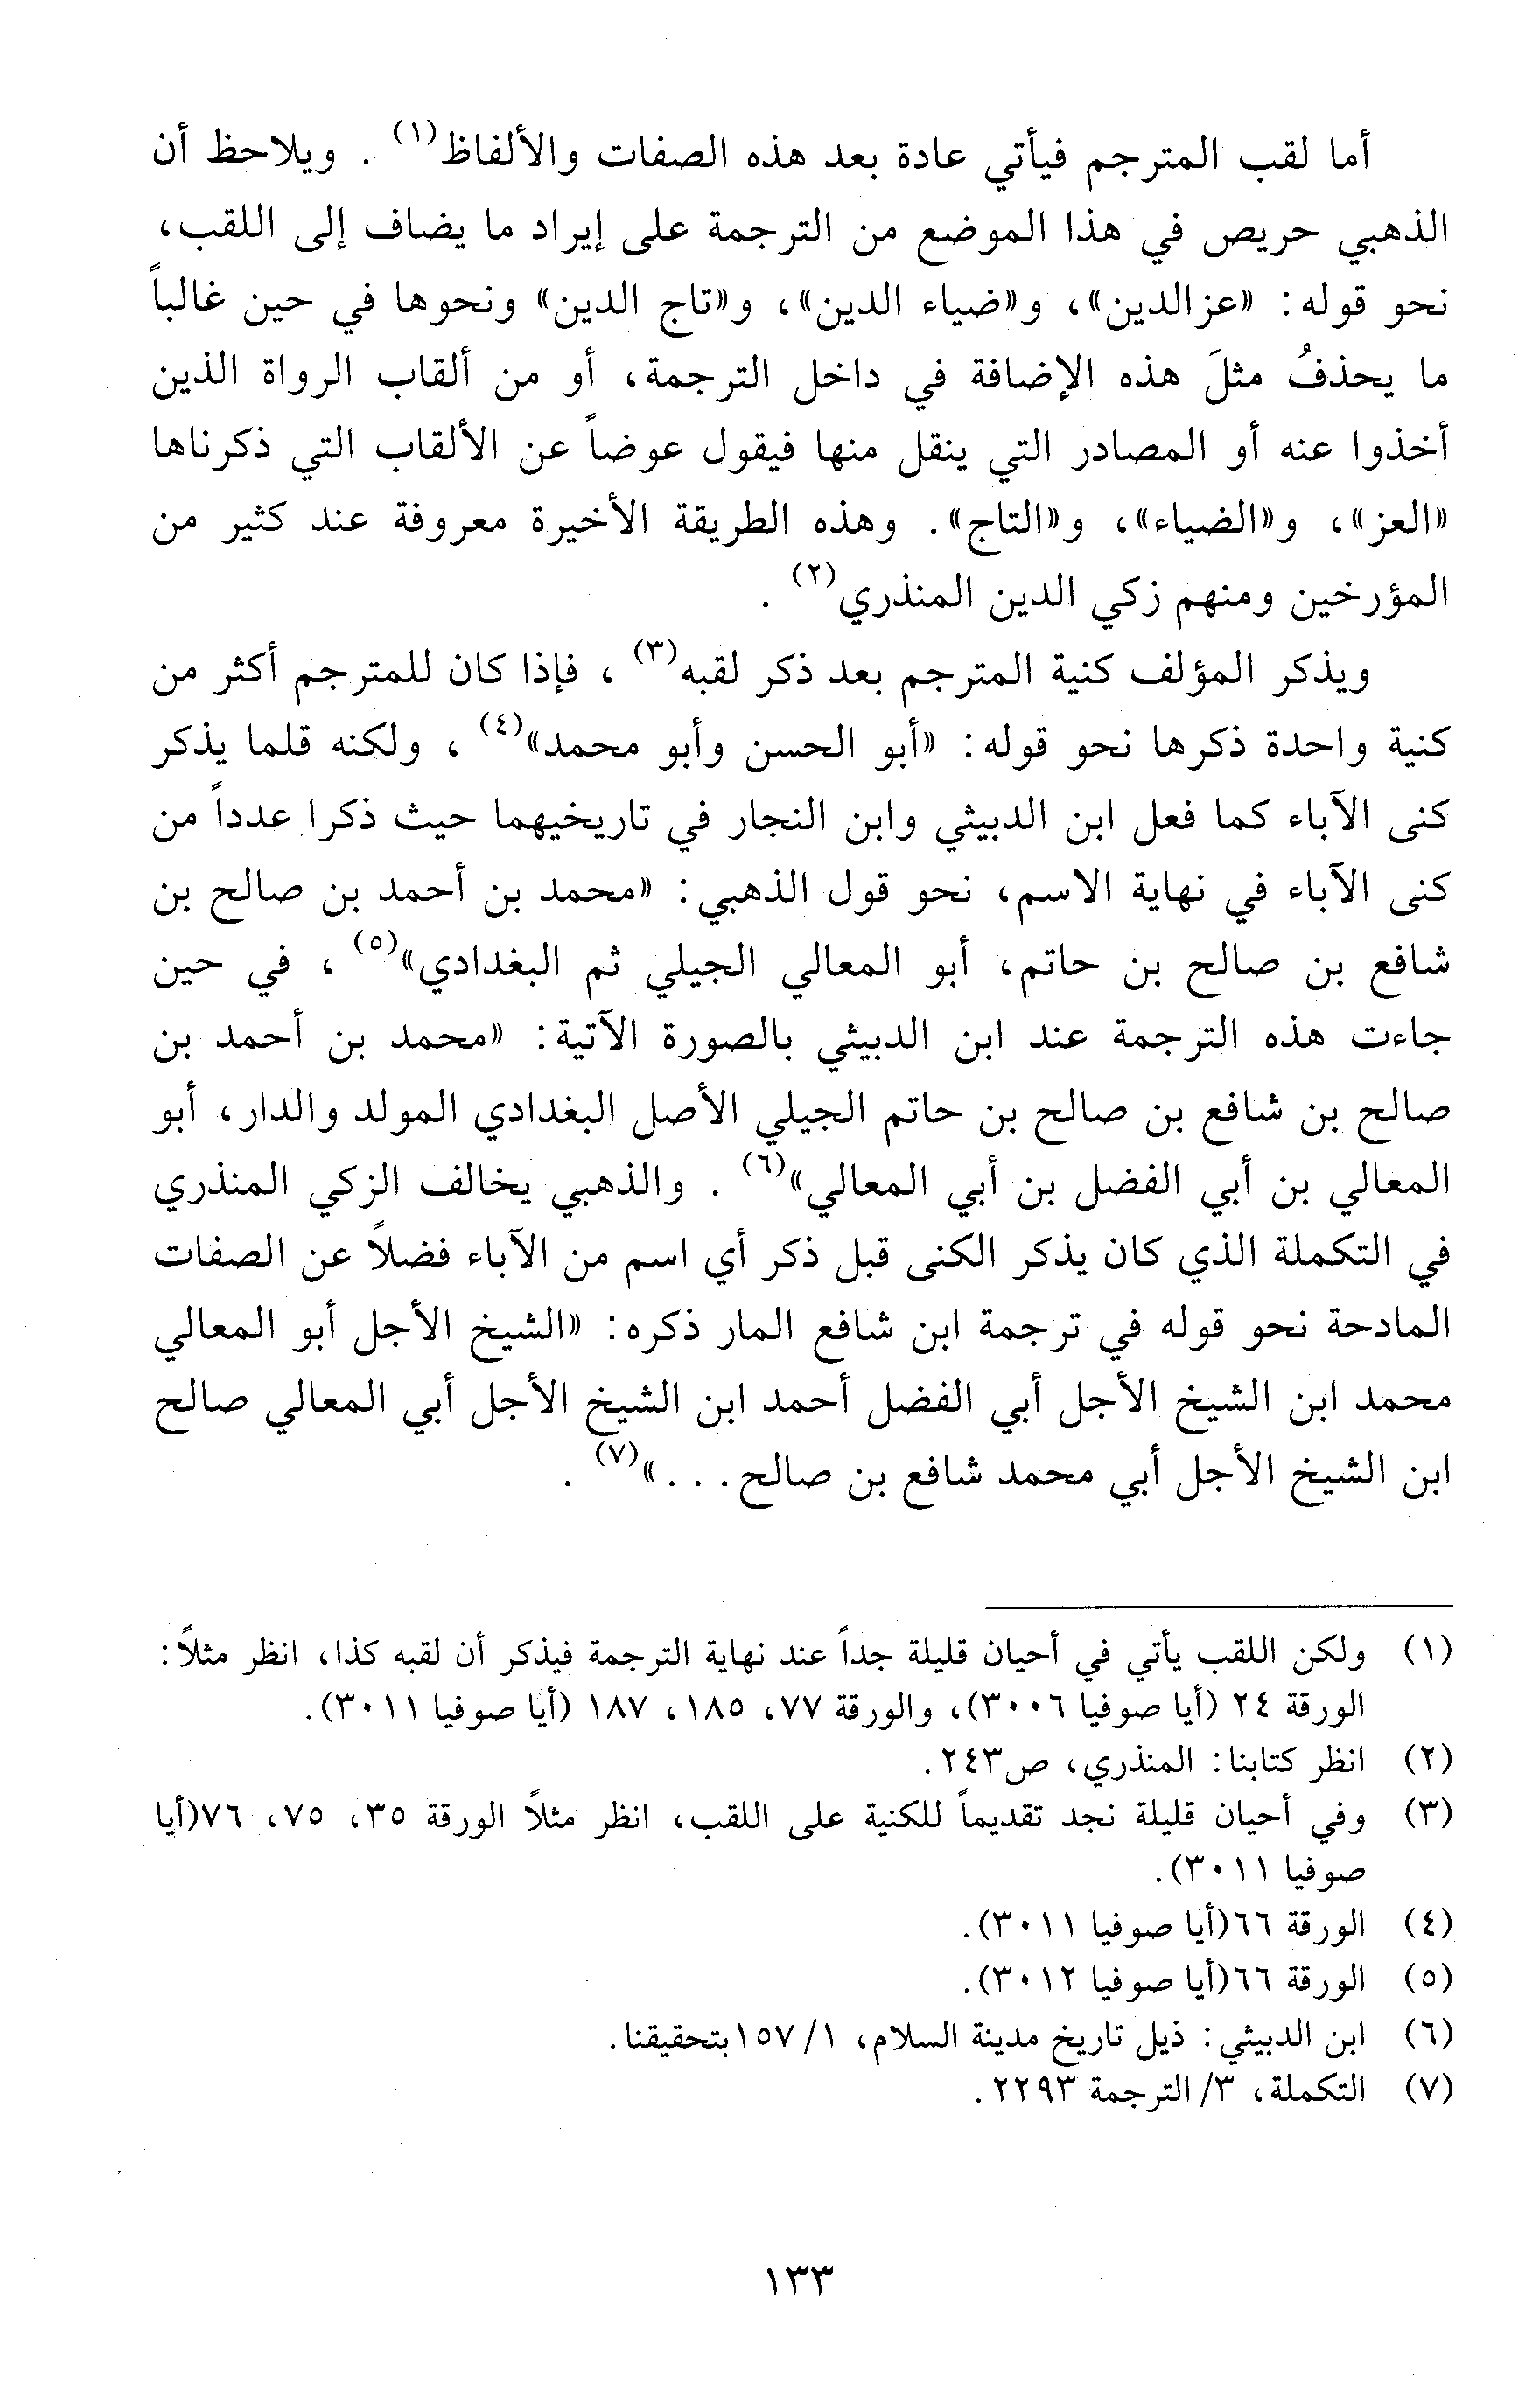 أما لقب المترجم فيأتي عادة بعد هذه الصفات والألفاظ(١) . ويلاحظ أن
الذهبي حريص في هذا الموضع من الترجمة على إيراد ما يضاف إلى اللقب،
نحو قوله: «عزالدين»، و«ضياء الدين»، و«تاج الدين» ونحوها في حين غالباً
ما يحذفُ مثلَ هذه الإضافة في داخل الترجمة، أو من ألقاب الرواة الذين
أخذوا عنه أو المصادر التي ينقل منها فيقول عوضاً عن الألقاب التي ذكرناها
«العز»، و«الضياء»، و«التاج». وهذه الطريقة الأخيرة معروفة عند كثير من
المؤرخين ومنهم زكي الدين المنذري(٢) .
ويذكر المؤلف كنية المترجم بعد ذكر لقبه(٣) ، فإذا كان للمترجم أكثر من
كنية واحدة ذكرها نحو قوله: «أبو الحسن وأبو محمد»(٤) ، ولكنه قلما يذكر
كنى الآباء كما فعل ابن الدبيثي وابن النجار في تاريخيهما حيث ذكرا عدداً من
كنى الآباء في نهاية الاسم، نحو قول الذهبي: «محمد بن أحمد بن صالح بن
شافع بن صالح بن حاتم، أبو المعالي الجيلي ثم البغدادي»(٥) ، في حين
جاءت هذه الترجمة عند ابن الدبيثي بالصورة الآتية: «محمد بن أحمد بن
صالح بن شافع بن صالح بن حاتم الجيلي الأصل البغدادي المولد والدار، أبو
المعالي بن أبي الفضل بن أبي المعالي»(٦) . والذهبي يخالف الزكي المنذري
في التكملة الذي كان يذكر الكنى قبل ذكر أي اسم من الآباء فضلاً عن الصفات
المادحة نحو قوله في ترجمة ابن شافع المار ذكره: «الشيخ الأجل أبو المعالي
محمد ابن الشيخ الأجل أبي الفضل أحمد ابن الشيخ الأجل أبي المعالي صالح
ابن الشيخ الأجل أبي محمد شافع بن صالح. . .»(٧) .
(١) ولكن اللقب يأتي في أحيان قليلة جداً عند نهاية الترجمة فيذكر أن لقبه كذا، انظر مثلاً:
الورقة ٢٤ (أيا صوفيا ٣٠٠٦)، والورقة ٧٧، ١٨٥، ١٨٧ (أيا صوفيا ٣٠١١).
(٢) انظر كتابنا: المنذري، ص٢٤٣.
(٣) وفي أحيان قليلة نجد تقديماً للكنية على اللقب، انظر مثلاً الورقة ٣٥، ٧٥، ٧٦(أيا
صوفيا ٣٠١١).
(٤) الورقة ٦٦(أيا صوفيا ٣٠١١).
(٥) الورقة ٦٦(أيا صوفيا ٣٠١٢).
(٦) ابن الدبيثي: ذيل تاريخ مدينة السلام، ١/ ١٥٧بتحقيقنا.
(٧) التكملة، ٣/ الترجمة ٢٢٩٣.
١٣٣